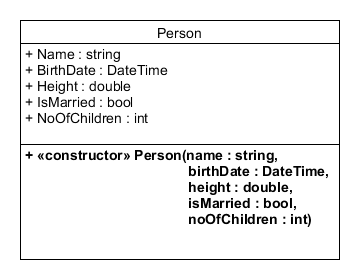 Person
+ Name : string
+ BirthDate : DateTime
+ Height : double
+ IsMarried : bool
+ NoOfChildren : int
+ «constructor» Person(name : string,
birthDate : DateTime,
height : double,
isMarried : bool,
noOfChildren : int)